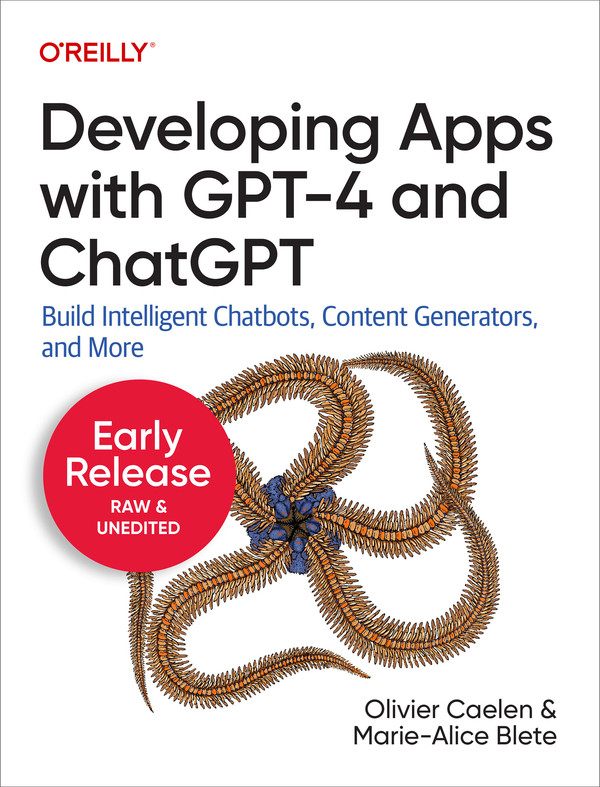 O'REILLY®
Developing Apps
with GPT-4 and
ChatGPT
Build Intelligent Chatbots, Content Generators,
and More
Early
Release
RAW &
UNEDITED
Olivier Caelen &
Marie-Alice Blete